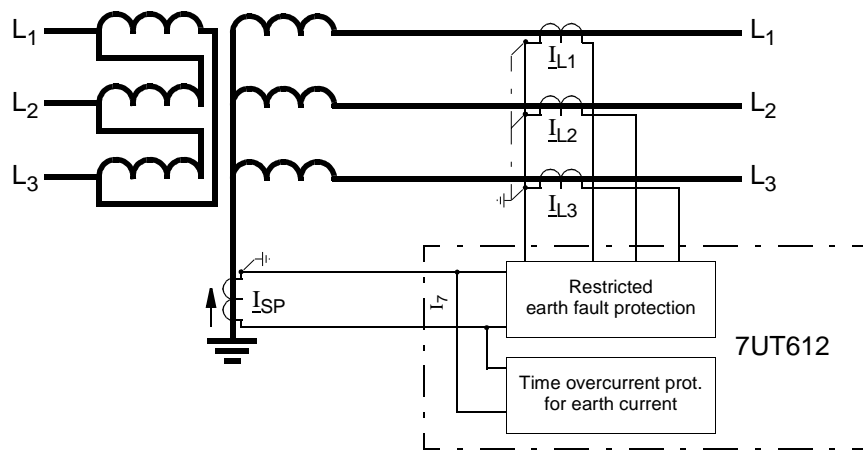 L1
L1
IL1
L2
L2
IL2
L3
L3
IL3
ISP
I7
Restricted
earth fault protection
7UT612
Time overcurrent prot.
for earth current